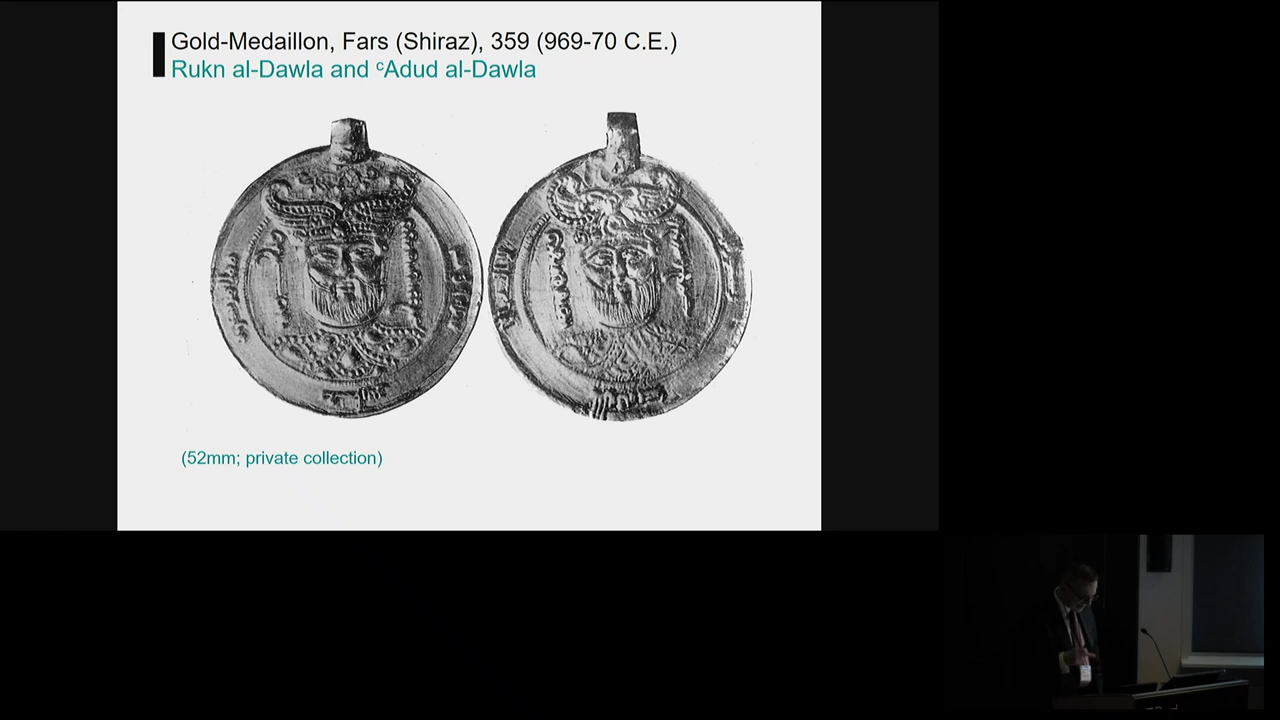 Gold-Medaillon, Fars (Shiraz), 359 (969-70 C.E.)
Rukn al-Dawla and ᶜAdud al-Dawla
(52mm; private collection)